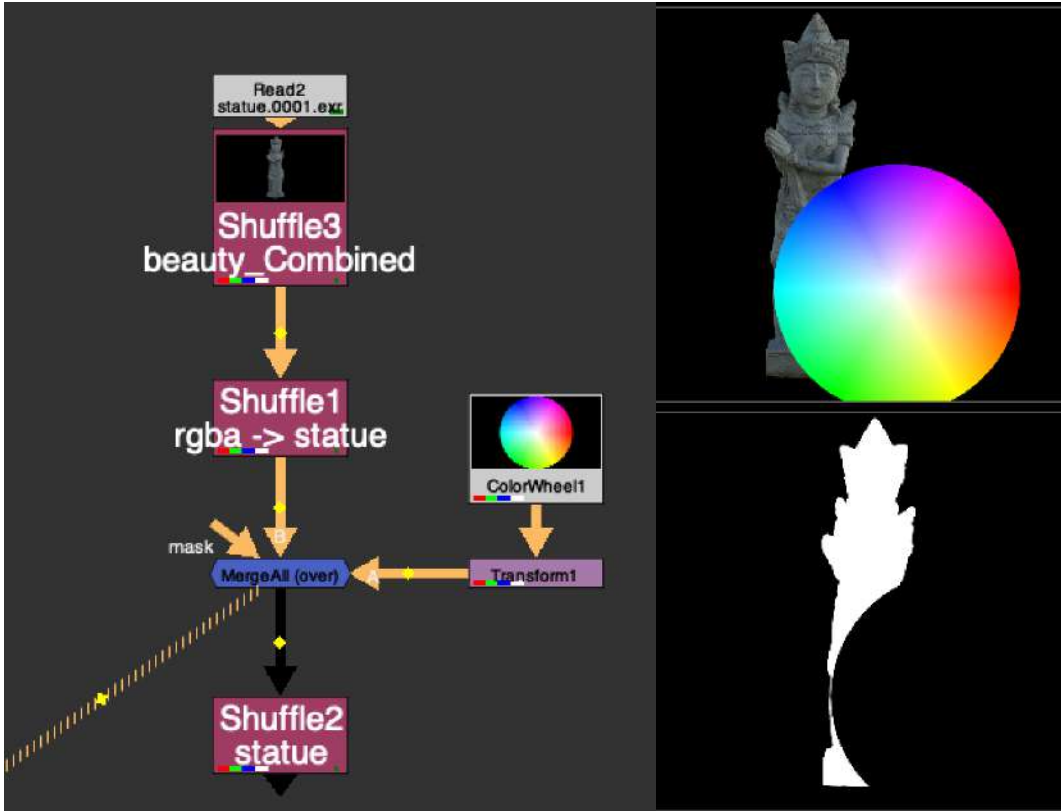 Read2
statue.0001.exr
Shuffle3
beauty_Combined
Shuffle1
rgba -> statue
ColorWheel1
B
mask
MergeAll (over)
A
Transform1
Shuffle2
statue